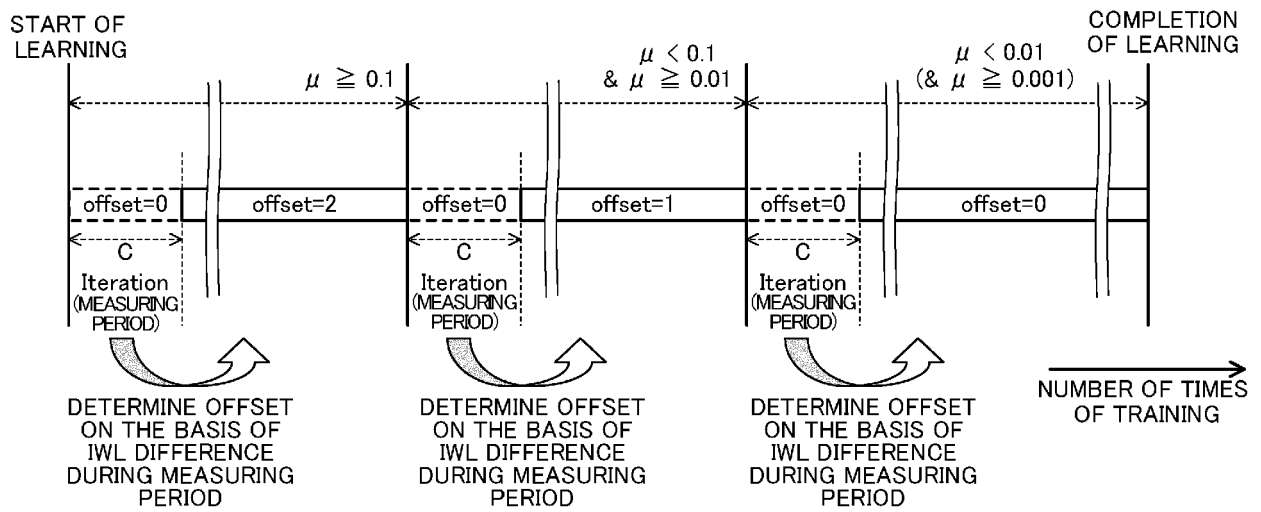 START OF
LEARNING
COMPLETION
OF LEARNING
μ ≧ 0.1
μ < 0.1
& μ ≧ 0.01
μ < 0.01
(& μ ≧ 0.001)
offset=0
offset=2
offset=0
offset=1
offset=0
offset=0
C
Iteration
(MEASURING
PERIOD)
C
Iteration
(MEASURING
PERIOD)
C
Iteration
(MEASURING
PERIOD)
NUMBER OF TIMES
OF TRAINING
DETERMINE OFFSET
ON THE BASIS OF
IWL DIFFERENCE
DURING MEASURING
PERIOD
DETERMINE OFFSET
ON THE BASIS OF
IWL DIFFERENCE
DURING MEASURING
PERIOD
DETERMINE OFFSET
ON THE BASIS OF
IWL DIFFERENCE
DURING MEASURING
PERIOD